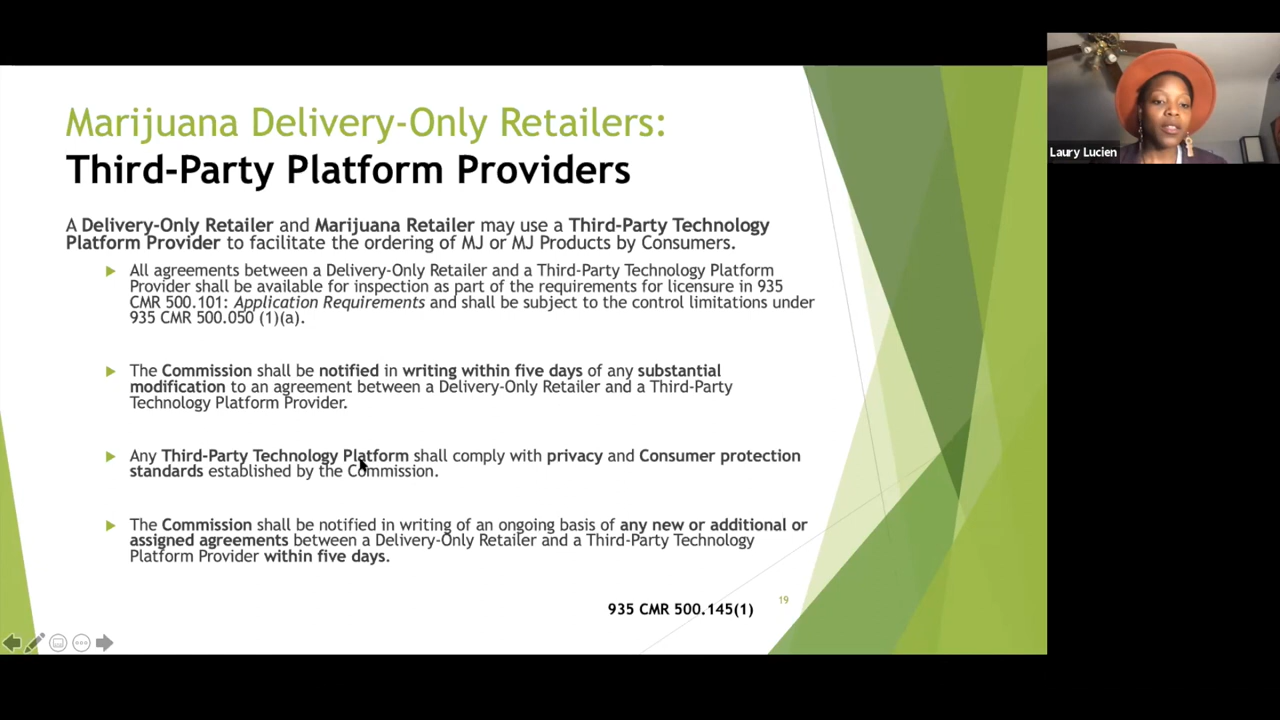 Marijuana Delivery-Only Retailers:
Third-Party Platform Providers
A Delivery-Only Retailer and Marijuana Retailer may use a Third-Party Technology
Platform Provider to facilitate the ordering of MJ or MJ Products by Consumers.
All agreements between a Delivery-Only Retailer and a Third-Party Technology Platform
Provider shall be available for inspection as part of the requirements for licensure in 935
CMR 500.101: Application Requirements and shall be subject to the control limitations under
935 CMR 500.050 (1)(a).
The Commission shall be notified in writing within five days of any substantial
modification to an agreement between a Delivery-Only Retailer and a Third-Party
Technology Platform Provider.
Any Third-Party Technology Platform shall comply with privacy and Consumer protection
standards established by the Commission.
The Commission shall be notified in writing of an ongoing basis of any new or additional or
assigned agreements between a Delivery-Only Retailer and a Third-Party Technology
Platform Provider within five days.
935 CMR 500.145(1)
19
Laury Lucien